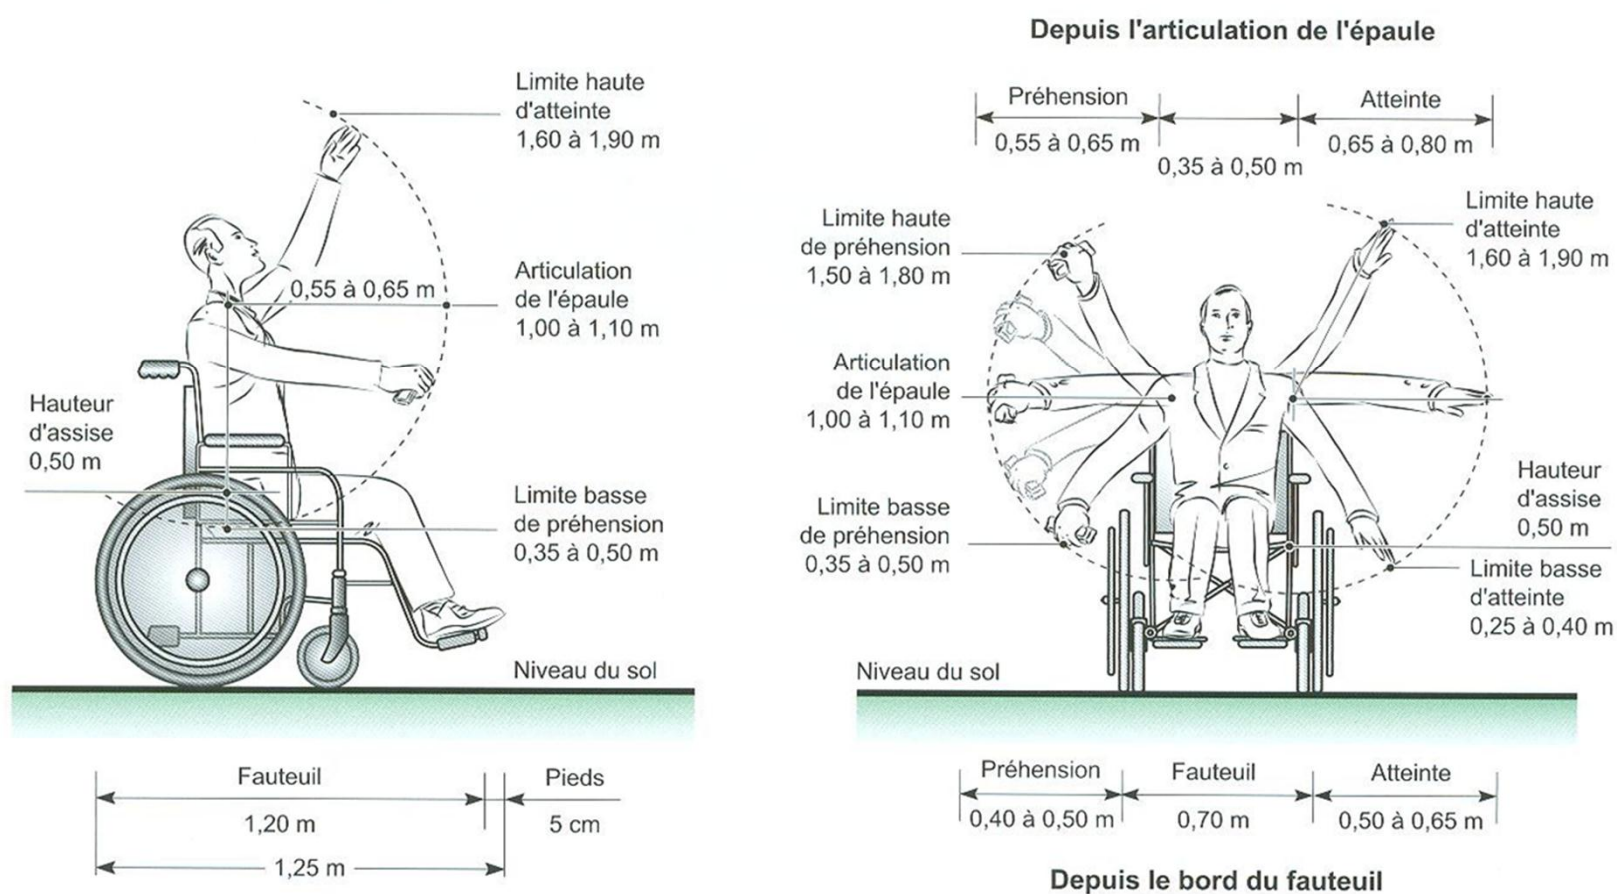 Limite haute
d'atteinte
1,60 à 1,90 m
0,55 à 0,65 m
Articulation
de l'épaule
1,00 à 1,10 m
Hauteur
d'assise
0,50 m
Limite basse
de préhension
0,35 à 0,50 m
Niveau du sol
Fauteuil
1,20 m
Pieds
5 cm
1,25 m
Depuis l'articulation de l'épaule
Préhension
0,55 à 0,65 m
0,35 à 0,50 m
Atteinte
0,65 à 0,80 m
Limite haute
de préhension
1,50 à 1,80 m
Limite haute
d'atteinte
1,60 à 1,90 m
Articulation
de l'épaule
1,00 à 1,10 m
Limite basse
de préhension
0,35 à 0,50 m
Hauteur
d'assise
0,50 m
Limite basse
d'atteinte
0,25 à 0,40 m
Niveau du sol
Préhension
0,40 à 0,50 m
Fauteuil
0,70 m
Atteinte
0,50 à 0,65 m
Depuis le bord du fauteuil